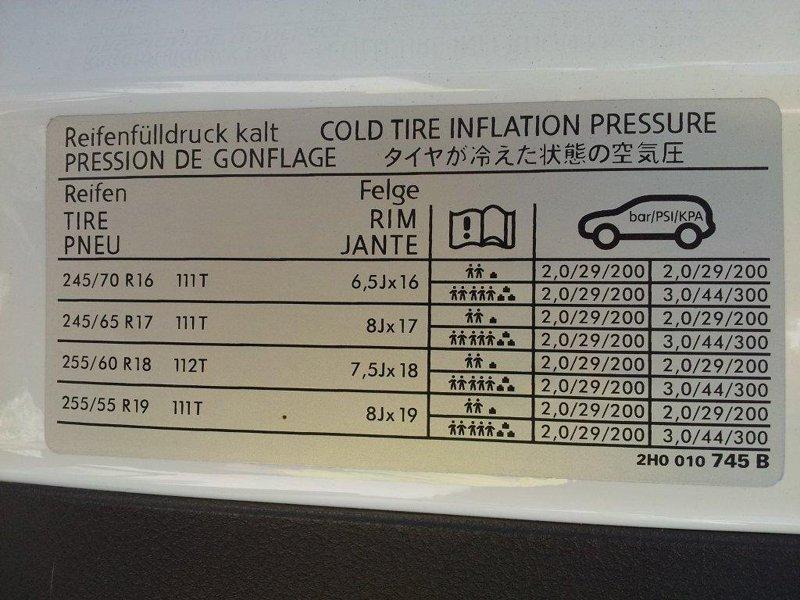 Reifenfülldruck kalt COLD TIRE INFLATION PRESSURE
PRESSION DE GONFLAGE タイヤが冷えた状態の空気圧
Reifen Felge
TIRE RIM
PNEU JANTE
bar/PSI/KPA
245/70 R16 111T 6,5Jx16
2,0/29/200 2,0/29/200
2,0/29/200 3,0/44/300
245/65 R17 111T 8Jx17
2,0/29/200 2,0/29/200
2,0/29/200 3,0/44/300
255/60 R18 112T 7,5Jx18
2,0/29/200 2,0/29/200
2,0/29/200 3,0/44/300
255/55 R19 111T 8Jx19
2,0/29/200 2,0/29/200
2,0/29/200 3,0/44/300
2H0 010 745 B